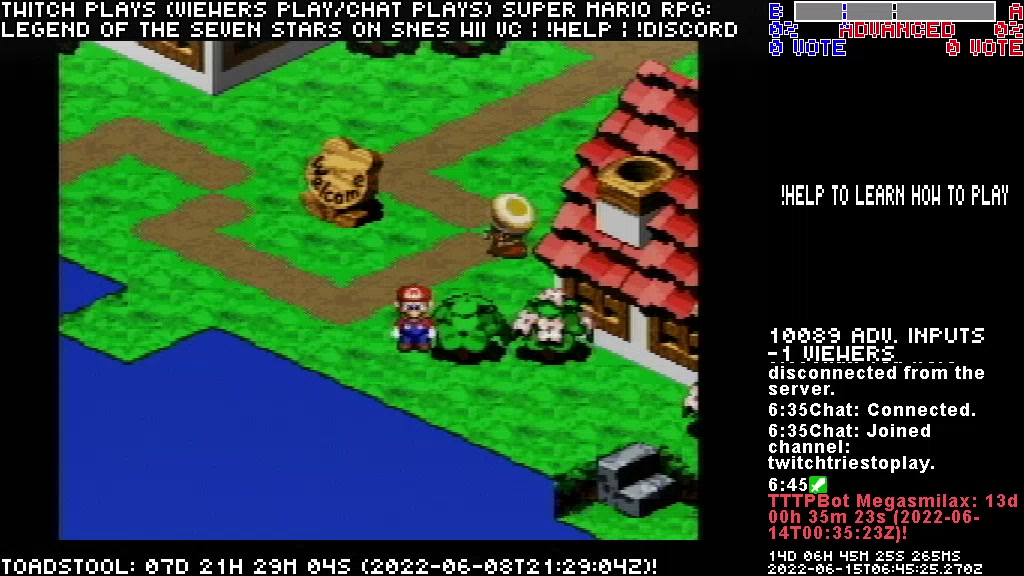 TWITCH PLAYS (VIEWERS PLAY/CHAT PLAYS) SUPER MARIO RPG:
LEGEND OF THE SEVEN STARS ON SNES WII VC ¦ !HELP ¦ !DISCORD
B A
0% ADVANCED 0%
0 VOTE 0 VOTE
Welcome
!HELP TO LEARN HOW TO PLAY
10089 ADV. INPUTS
-1 VIEWERS
disconnected from the
server.
6:35Chat: Connected.
6:35Chat: Joined
channel:
twitchtriestoplay.
6:45
TTTPBot Megasmilax: 13d
00h 35m 23s (2022-06-
14T00:35:23Z)!
14D 06H 45M 25S 265MS
2022-06-15T06:45:25.270Z
TOADSTOOL: 07D 21H 29M 04S (2022-06-08T21:29:04Z)!